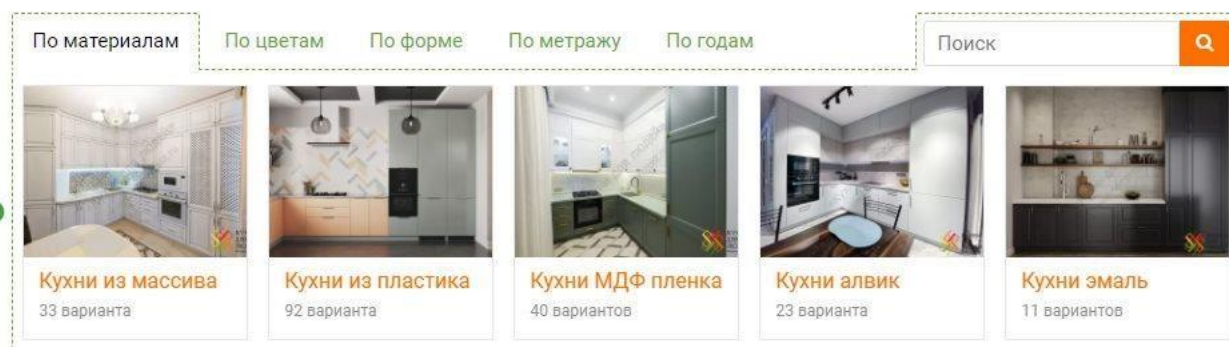 По материалам
По цветам
По форме
По метражу
По годам
Поиск
Кухни из массива
33 варианта
Кухни из пластика
92 варианта
Кухни МДФ пленка
40 вариантов
Кухни алвик
23 варианта
Кухни эмаль
11 вариантов